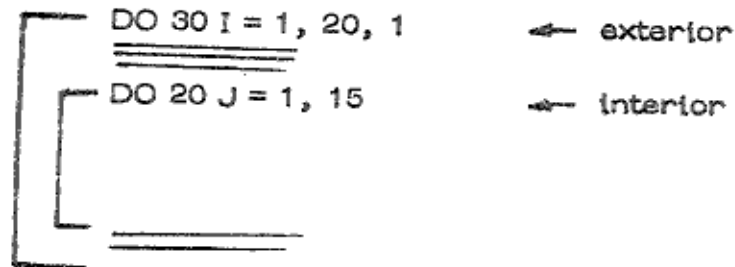 DO 30 I = 1, 20, 1 exterior
DO 20 J = 1, 15 interior